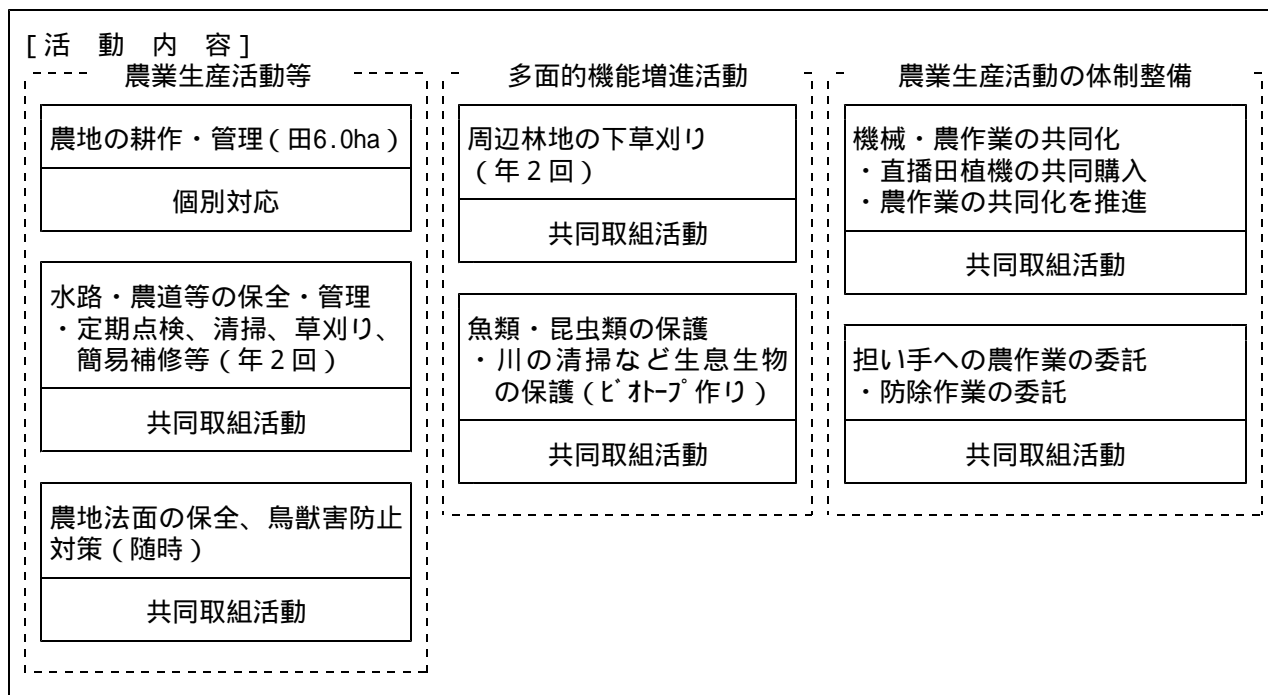 [活 動 内 容]
農業生産活動等
農地の耕作・管理(田6.0ha)
個別対応
水路・農道等の保全・管理
・定期点検、清掃、草刈り、
簡易補修等(年2回)
共同取組活動
農地法面の保全、鳥獣害防止
対策(随時)
共同取組活動
多面的機能増進活動
周辺林地の下草刈り
(年2回)
共同取組活動
魚類・昆虫類の保護
・川の清掃など生息生物
の保護(ビオトープ作り)
共同取組活動
農業生産活動の体制整備
機械・農作業の共同化
・直播田植機の共同購入
・農作業の共同化を推進
共同取組活動
担い手への農作業の委託
・防除作業の委託
共同取組活動